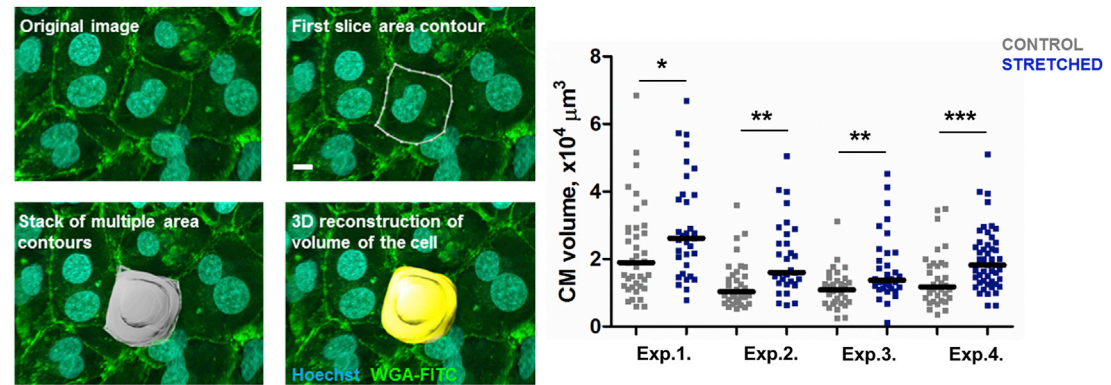 Original image
First slice area contour
Stack of multiple area
contours
3D reconstruction of
volume of the cell
Hoechst WGA-FITC
CONTROL
STRETCHED
CM volume, x10⁴ μm³
8
6
4
2
0
*
**
**
***
Exp.1.
Exp.2.
Exp.3.
Exp.4.